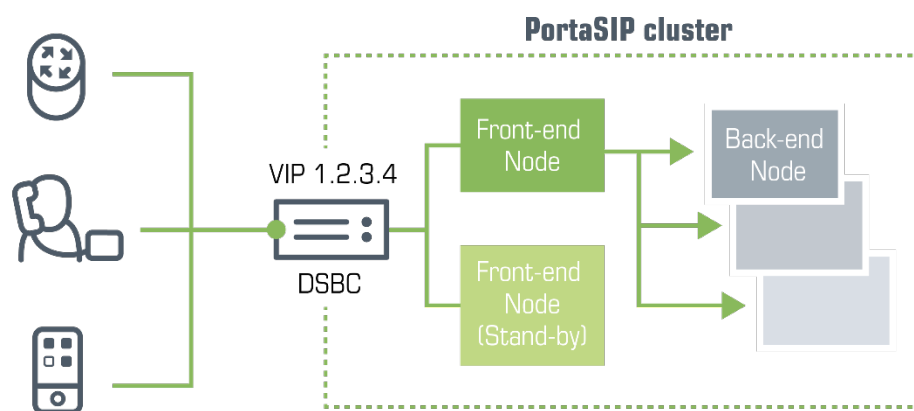 PortaSIP cluster
VIP 1.2.3.4
DSBC
Front-end
Node
Front-end
Node
(Stand-by)
Back-end
Node